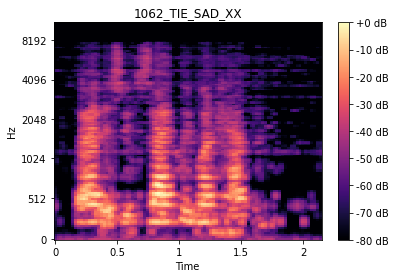 1062_TIE_SAD_XX
+0 dB
8192
-10 dB
4096
-20 dB
-30 dB
2048
-40 dB
Hz
1024
-50 dB
512
-60 dB
-70 dB
0
-80 dB
0 0.5 1 1.5 2
Time